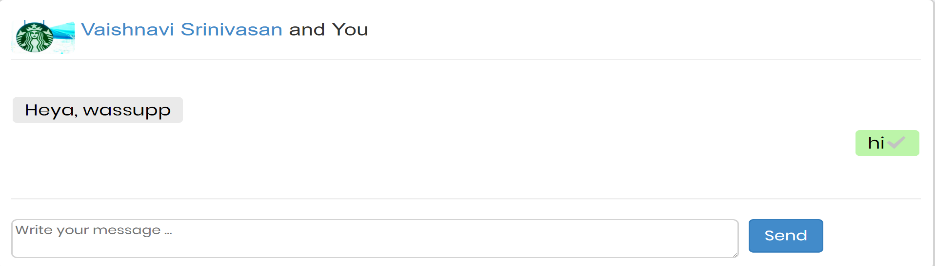 Vaishnavi Srinivasan and You
Heya, wassupp
hi
Write your message ...
Send